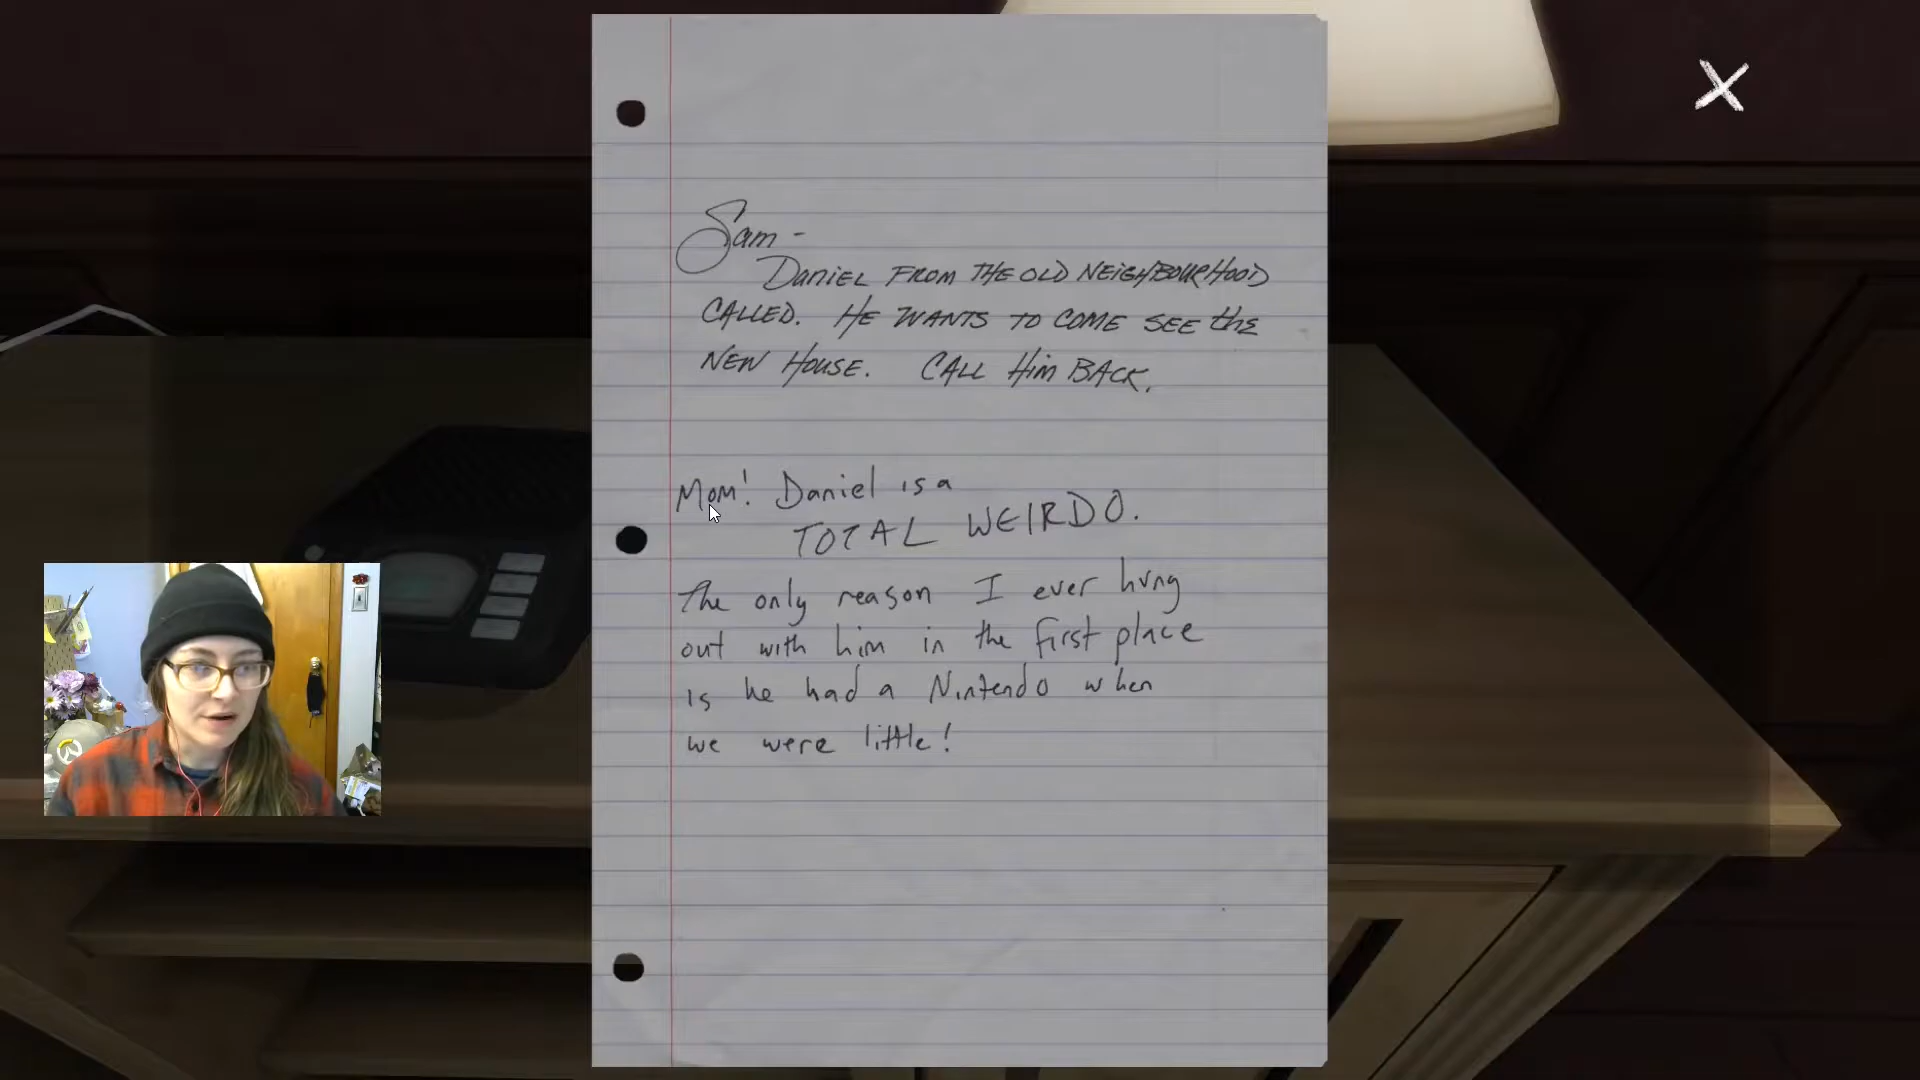 Sam -
DANIEL FROM THE OLD NEIGHBOURHOOD
CALLED. HE WANTS TO COME SEE the
NEW HOUSE. CALL HIM BACK.
Mom! Daniel is a
TOTAL WEIRDO.
the only reason I ever hung
out with him in the first place
is he had a Nintendo when
we were little!